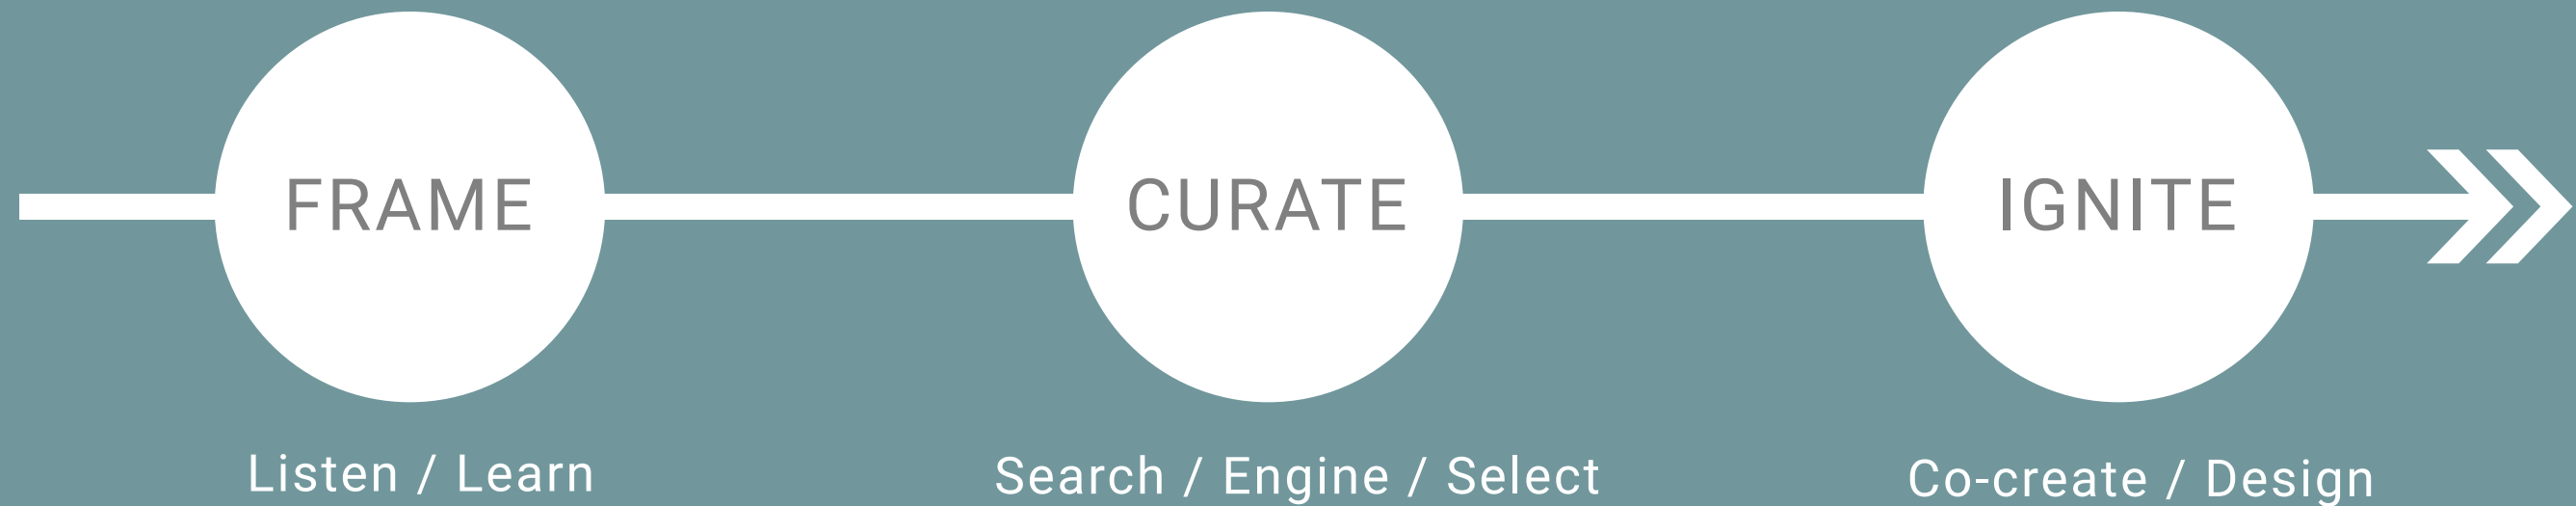 FRAME
CURATE
IGNITE
Listen / Learn
Search / Engine / Select
Co-create / Design